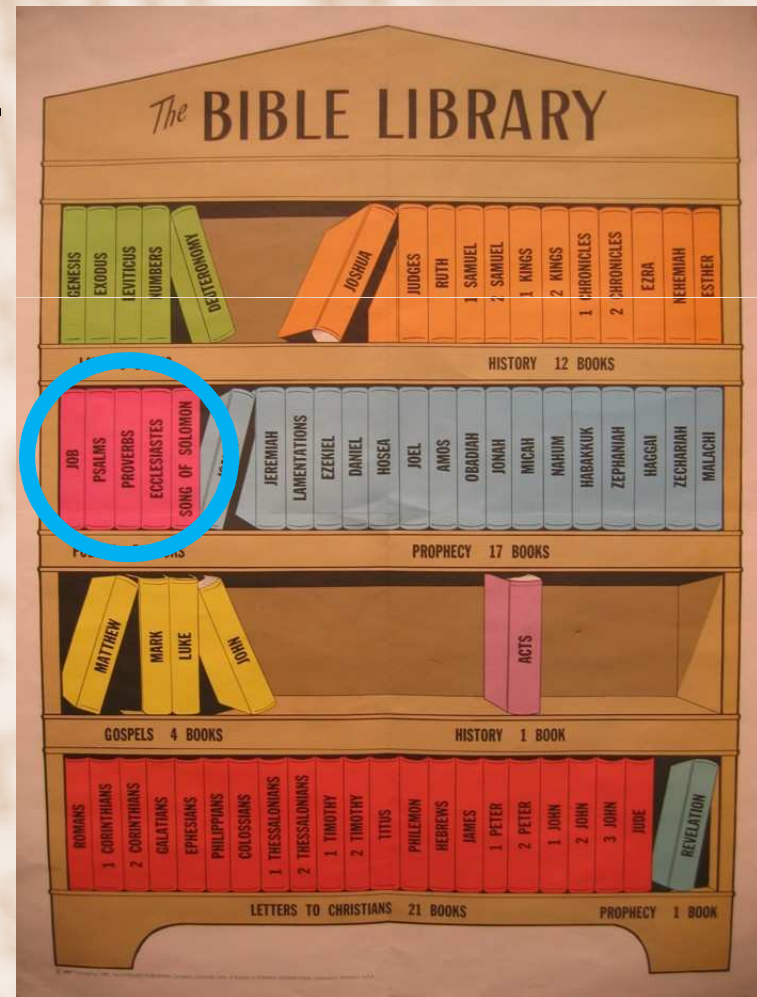 The BIBLE LIBRARY
GENESIS
EXODUS
LEVITICUS
NUMBERS
DEUTERONOMY
JOSHUA
JUDGES
RUTH
1 SAMUEL
2 SAMUEL
1 KINGS
2 KINGS
1 CHRONICLES
2 CHRONICLES
EZRA
NEHEMIAH
ESTHER
HISTORY 12 BOOKS
JOB
PSALMS
PROVERBS
ECCLESIASTES
SONG OF SOLOMON
JEREMIAH
LAMENTATIONS
EZEKIEL
DANIEL
HOSEA
JOEL
AMOS
OBADIAH
JONAH
MICAH
NAHUM
HABAKKUK
ZEPHANIAH
HAGGAI
ZECHARIAH
MALACHI
PROPHECY 17 BOOKS
MATTHEW
MARK
LUKE
JOHN
ACTS
GOSPELS 4 BOOKS
HISTORY 1 BOOK
ROMANS
1 CORINTHIANS
2 CORINTHIANS
GALATIANS
EPHESIANS
PHILIPPIANS
COLOSSIANS
1 THESSALONIANS
2 THESSALONIANS
1 TIMOTHY
2 TIMOTHY
TITUS
PHILEMON
HEBREWS
JAMES
1 PETER
2 PETER
1 JOHN
2 JOHN
3 JOHN
JUDE
REVELATION
LETTERS TO CHRISTIANS 21 BOOKS
PROPHECY 1 BOOK